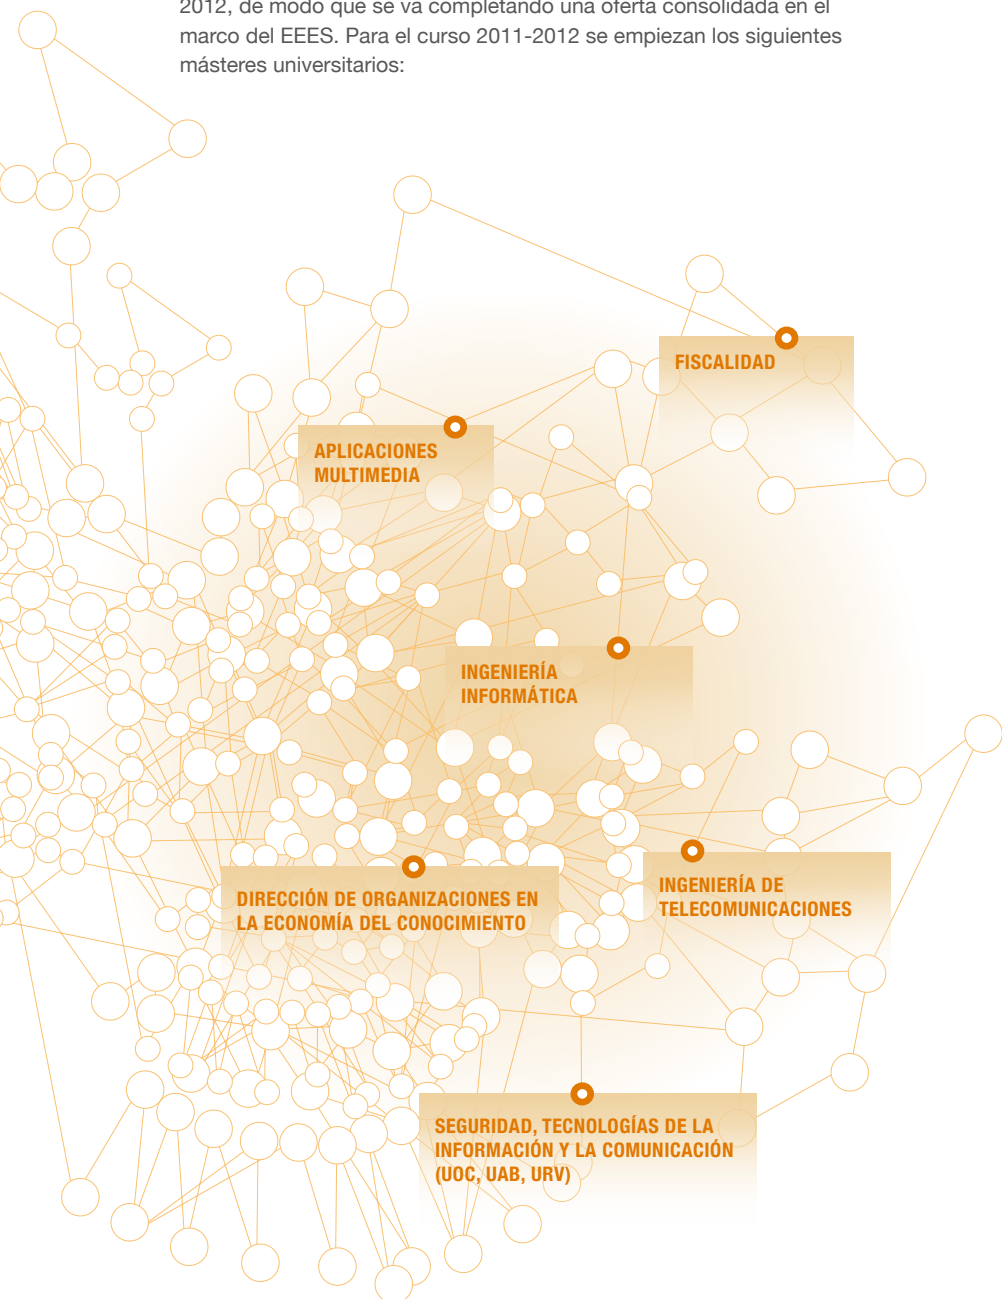 2012, de modo que se va completando una oferta consolidada en el
marco del EEES. Para el curso 2011-2012 se empiezan los siguientes
másteres universitarios:
FISCALIDAD
APLICACIONES
MULTIMEDIA
INGENIERÍA
INFORMÁTICA
DIRECCIÓN DE ORGANIZACIONES EN
LA ECONOMÍA DEL CONOCIMIENTO
INGENIERÍA DE
TELECOMUNICACIONES
SEGURIDAD, TECNOLOGÍAS DE LA
INFORMACIÓN Y LA COMUNICACIÓN
(UOC, UAB, URV)